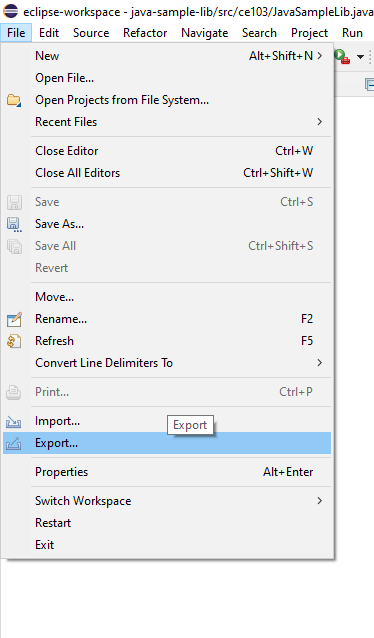 eclipse-workspace - java-sample-lib/src/ce103/JavaSampleLib.java
File Edit Source Refactor Navigate Search Project Run
New Alt+Shift+N
Open File...
Open Projects from File System...
Recent Files
Close Editor Ctrl+W
Close All Editors Ctrl+Shift+W
Save Ctrl+S
Save As...
Save All Ctrl+Shift+S
Revert
Move...
Rename... F2
Refresh F5
Convert Line Delimiters To
Print... Ctrl+P
Import...
Export
Export...
Properties Alt+Enter
Switch Workspace
Restart
Exit